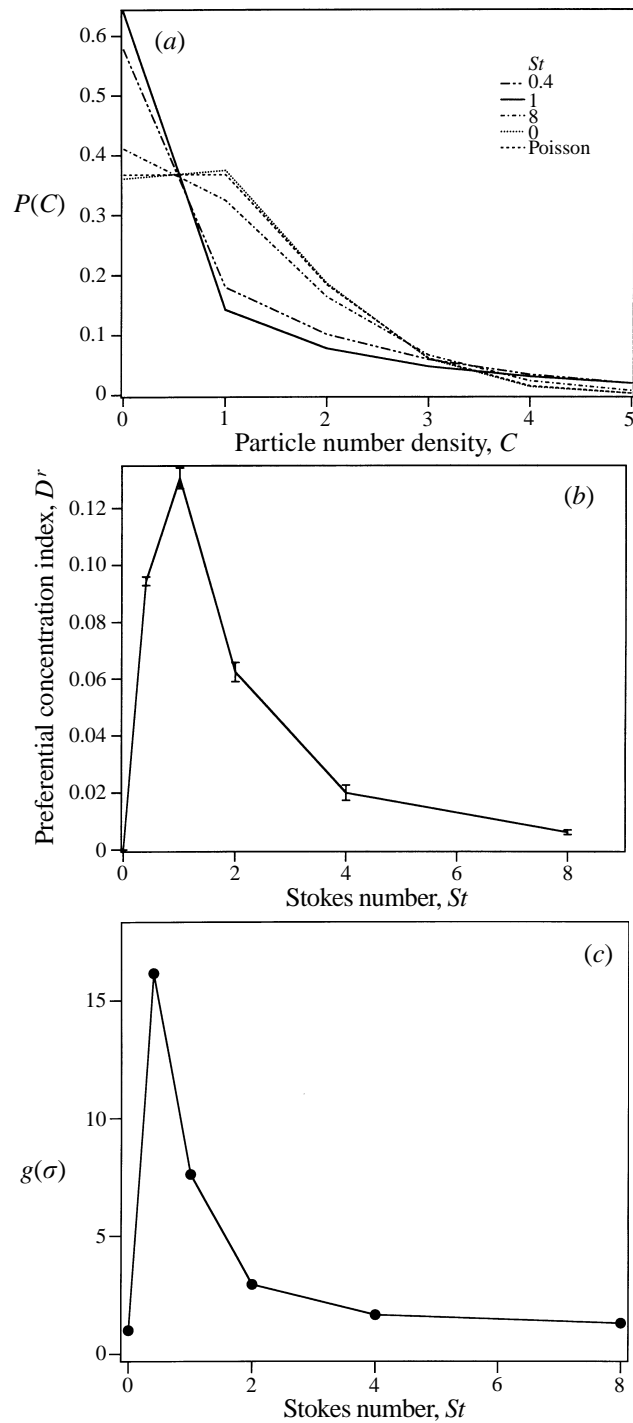 (a)
0.6
0.5
0.4
0.3
0.2
0.1
0
P(C)
St
0.4
1
8
0
Poisson
0 1 2 3 4 5
Particle number density, C
(b)
0.12
0.10
0.08
0.06
0.04
0.02
0
Preferential concentration index, D^r
0 2 4 6 8
Stokes number, St
(c)
15
10
5
0
g(σ)
0 2 4 6 8
Stokes number, St